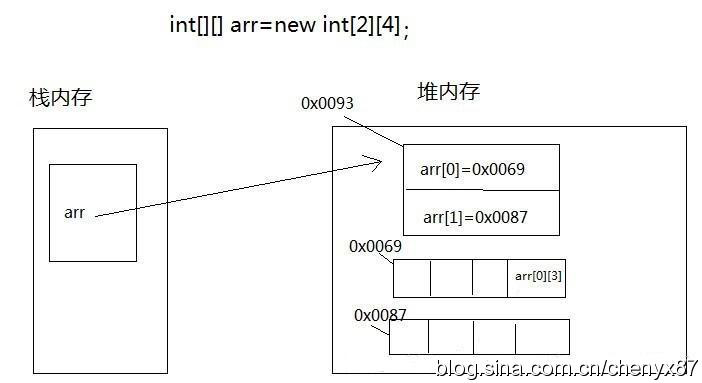 int[][] arr=new int[2][4];
栈内存
堆内存
0x0093
arr[0]=0x0069
arr
arr[1]=0x0087
0x0069
arr[0][3]
0x0087
blog.sina.com.cn/chenyx87